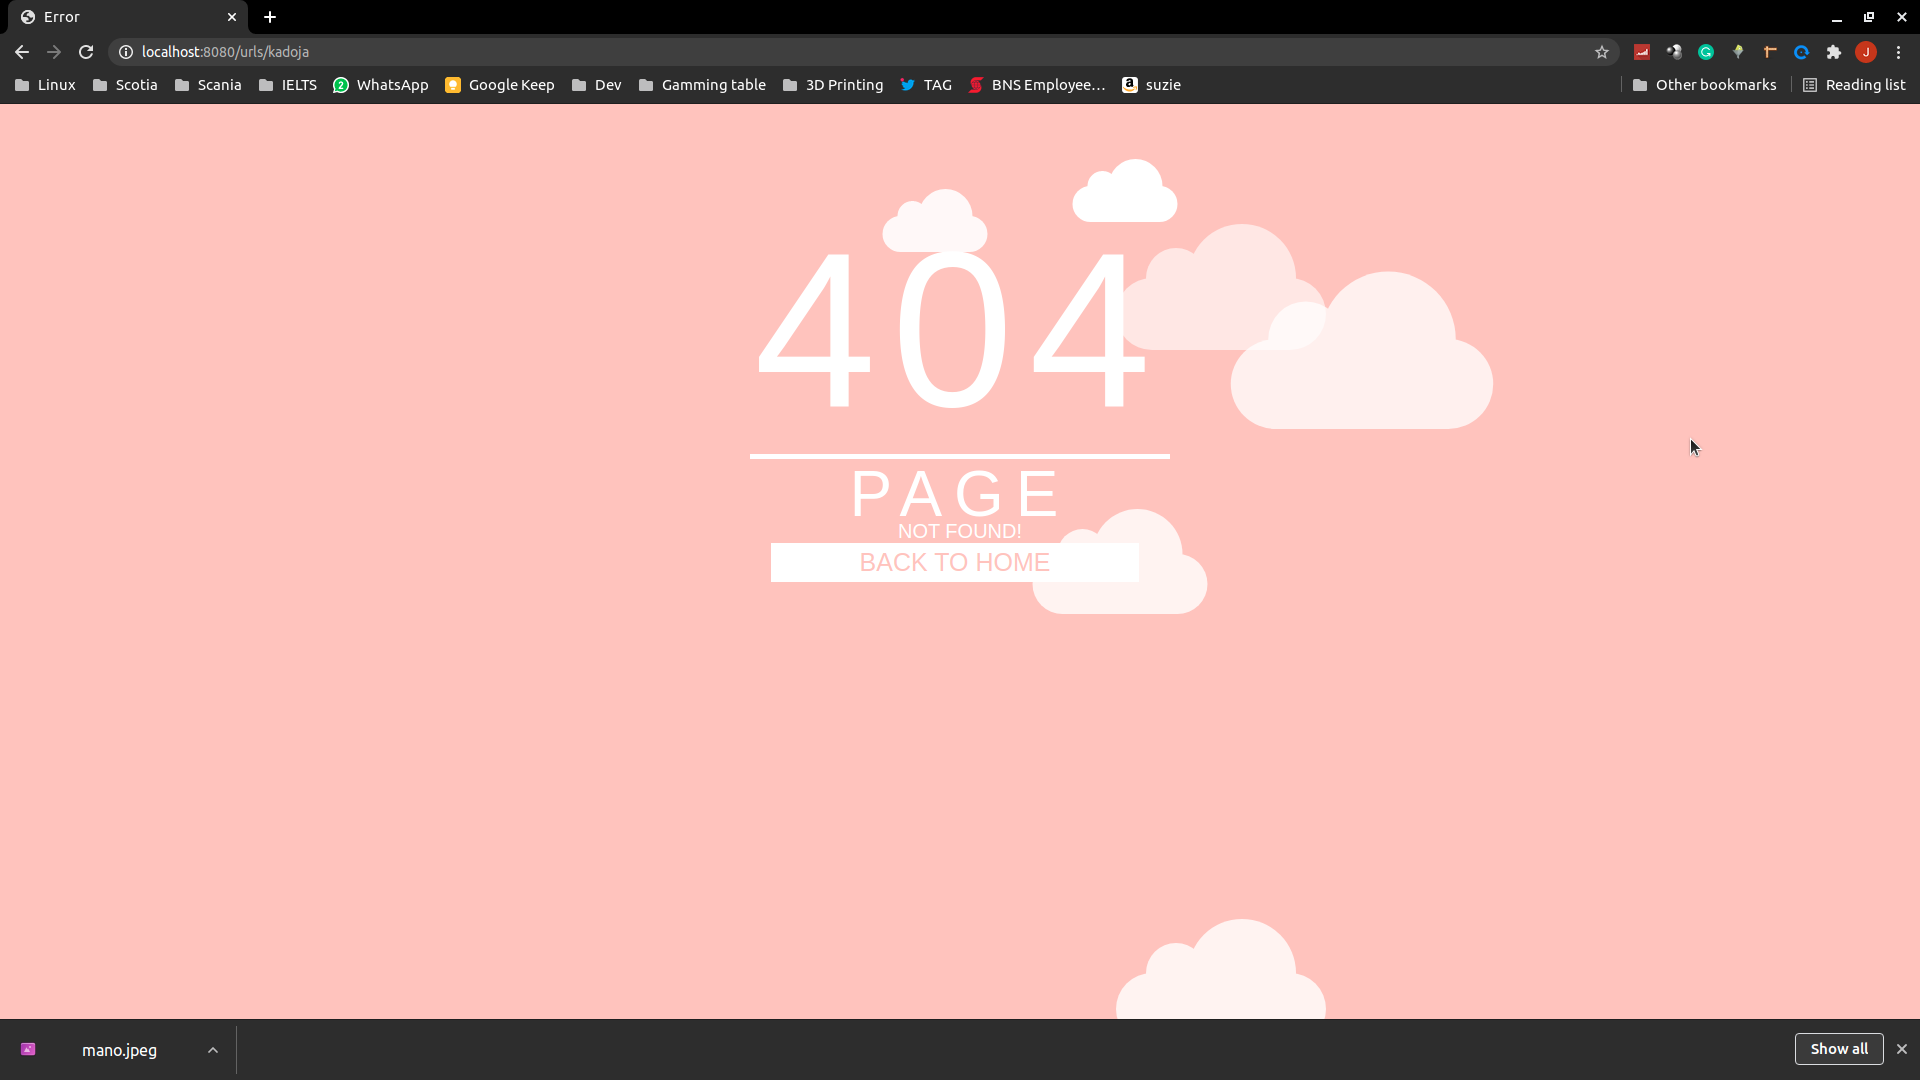 Error
localhost:8080/urls/kadoja
J
Linux Scotia Scania IELTS 2 WhatsApp Google Keep Dev Gamming table 3D Printing TAG BNS Employee… a suzie Other bookmarks Reading list
404
PAGE
NOT FOUND!
BACK TO HOME
mano.jpeg Show all